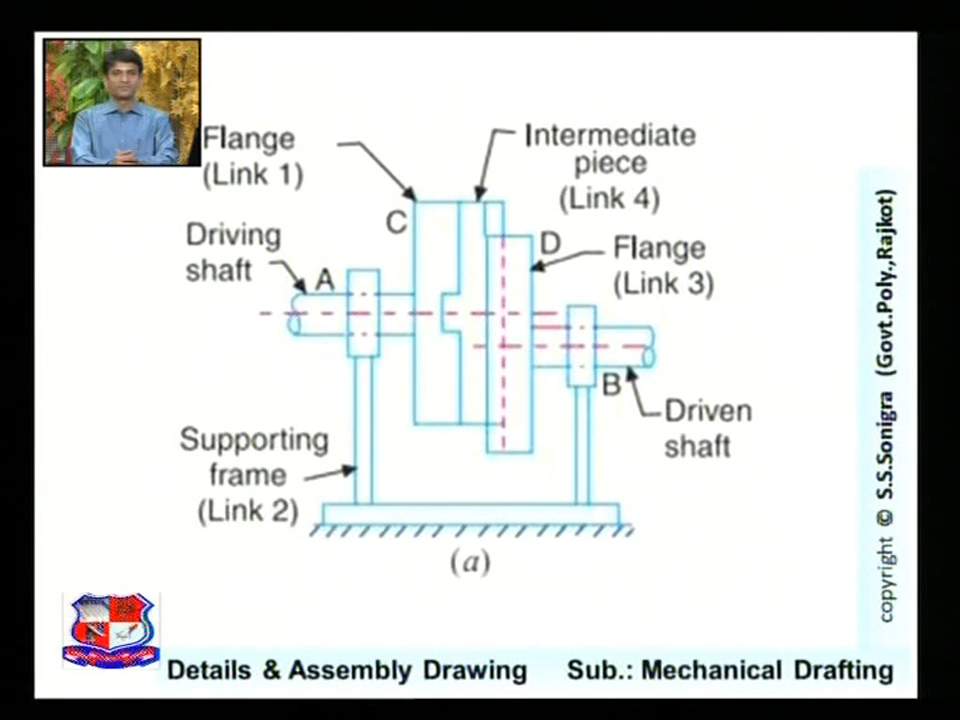 Flange
(Link 1)
Intermediate
piece
(Link 4)
C
Driving
shaft
A
D
Flange
(Link 3)
B
Driven
shaft
Supporting
frame
(Link 2)
(a)
copyright © S.S.Sonigra (Govt.Poly.,Rajkot)
Details & Assembly Drawing Sub.: Mechanical Drafting